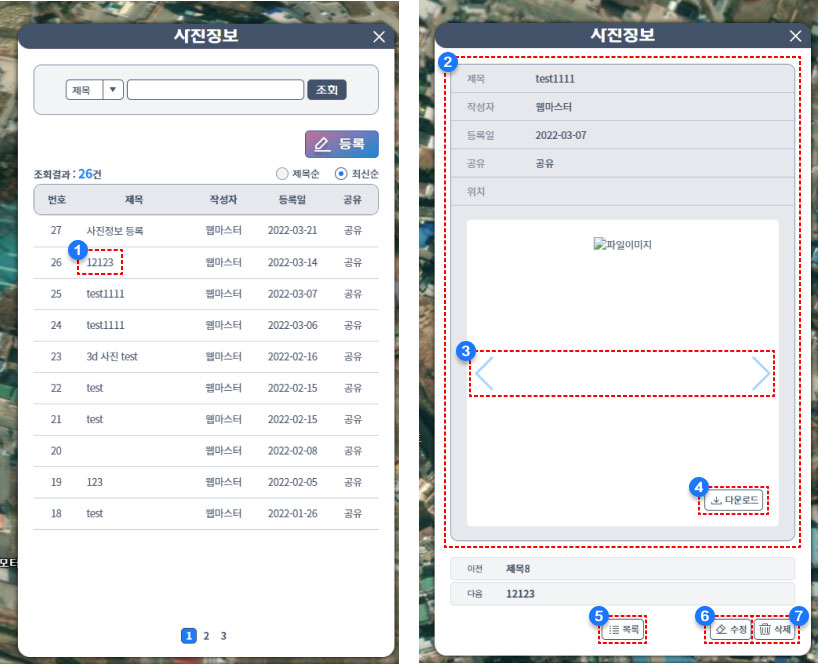 사진정보
제목 ▼ 조회
등록
조회결과 : 26건 제목순 최신순
번호 제목 작성자 등록일 공유
27 사진정보 등록 웹마스터 2022-03-21 공유
1
26 12123 웹마스터 2022-03-14 공유
25 test1111 웹마스터 2022-03-07 공유
24 test1111 웹마스터 2022-03-06 공유
23 3d 사진 test 웹마스터 2022-02-16 공유
22 test 웹마스터 2022-02-15 공유
21 test 웹마스터 2022-02-15 공유
20 웹마스터 2022-02-08 공유
19 123 웹마스터 2022-02-05 공유
18 test 웹마스터 2022-01-26 공유
1 2 3
모터
사진정보
2
제목 test1111
작성자 웹마스터
등록일 2022-03-07
공유 공유
위치
파일이미지
3
4
다운로드
이전 제목8
다음 12123
5 6 7
목록 수정 삭제